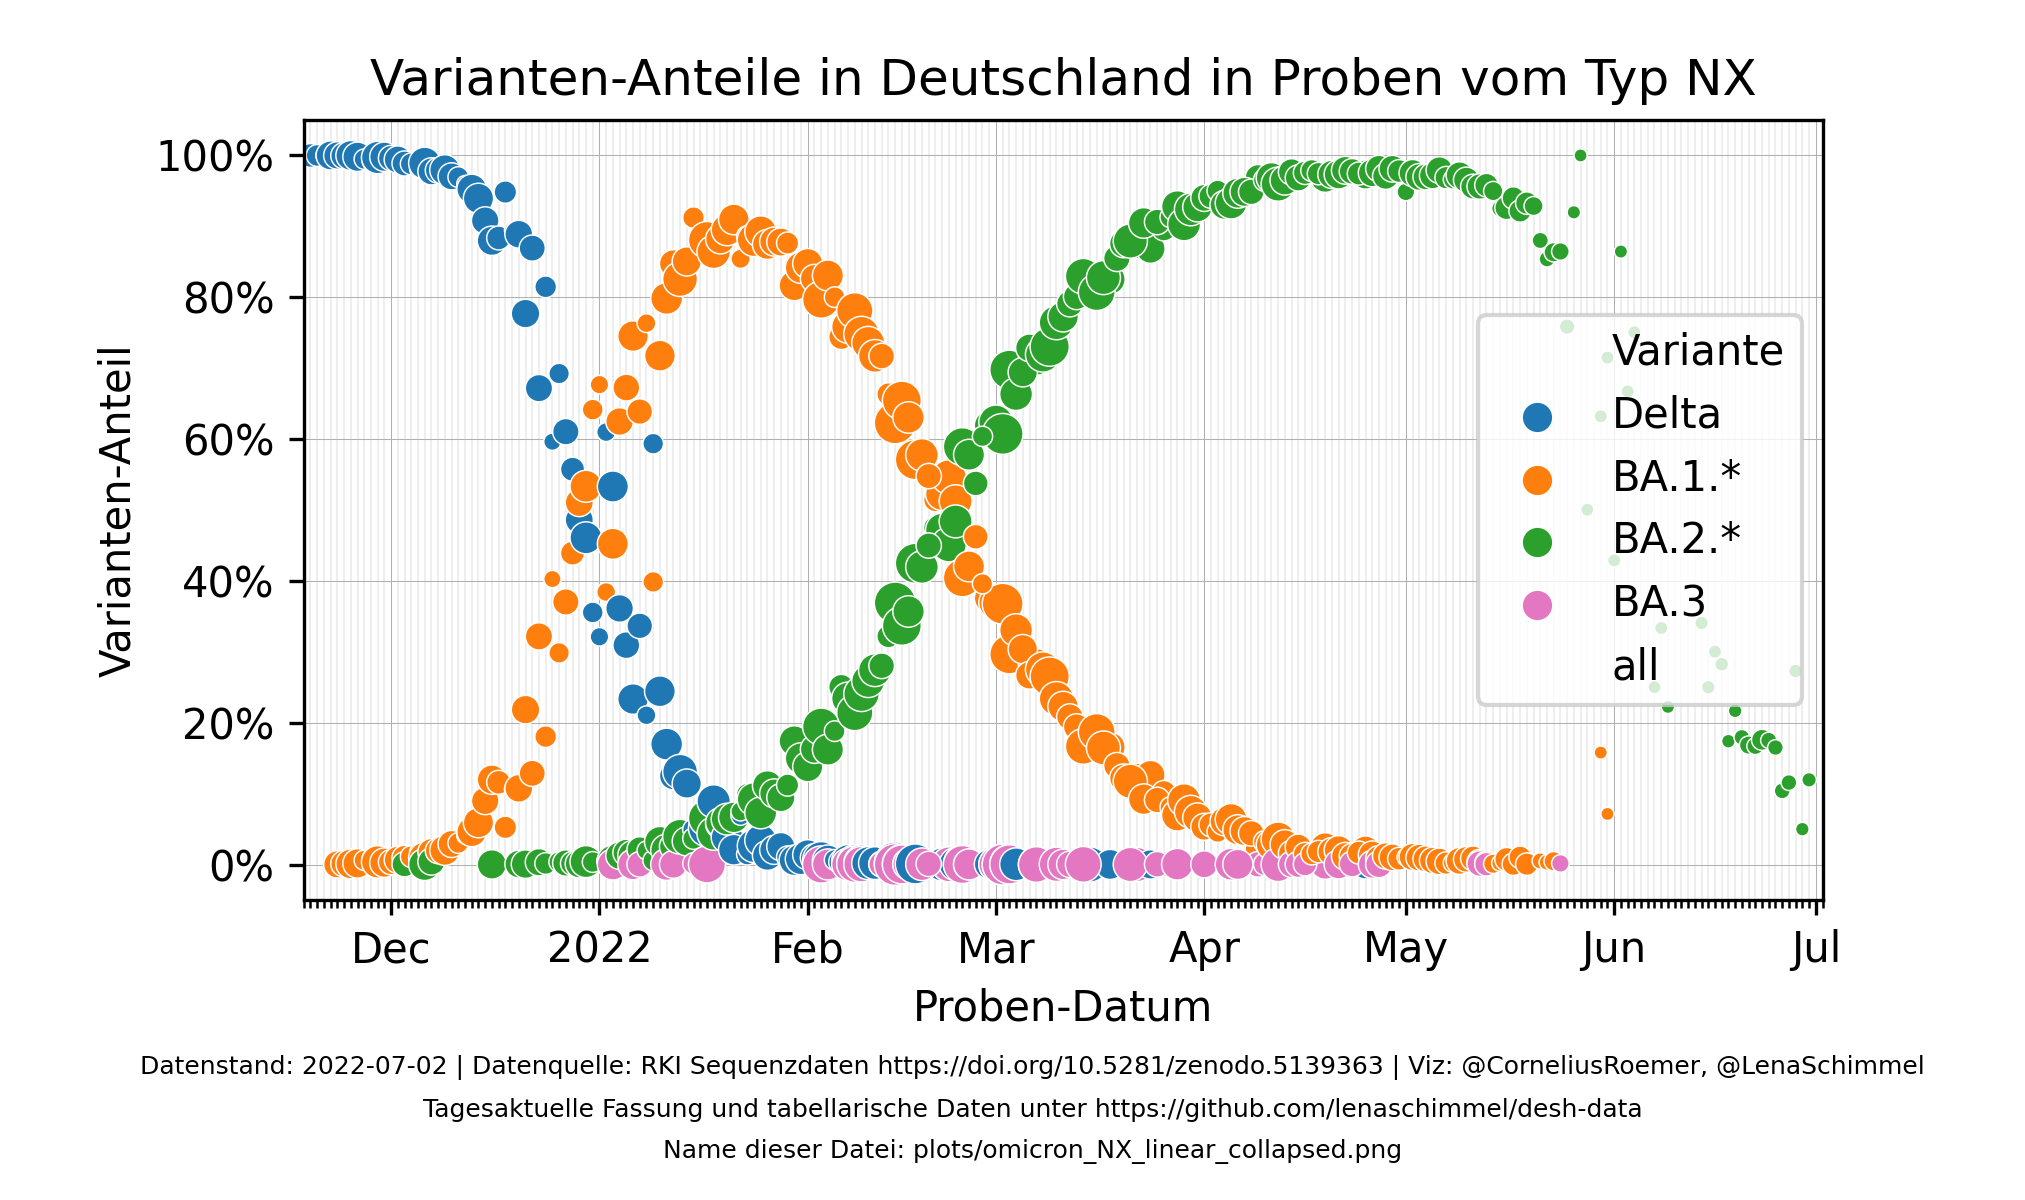 Varianten-Anteile in Deutschland in Proben vom Typ NX
Varianten-Anteil
100%
80%
60%
40%
20%
0%
Variante
Delta
BA.1.*
BA.2.*
BA.3
all
Dec 2022 Feb Mar Apr May Jun Jul
Proben-Datum
Datenstand: 2022-07-02 | Datenquelle: RKI Sequenzdaten https://doi.org/10.5281/zenodo.5139363 | Viz: @CorneliusRoemer, @LenaSchimmel
Tagesaktuelle Fassung und tabellarische Daten unter https://github.com/lenaschimmel/desh-data
Name dieser Datei: plots/omicron_NX_linear_collapsed.png